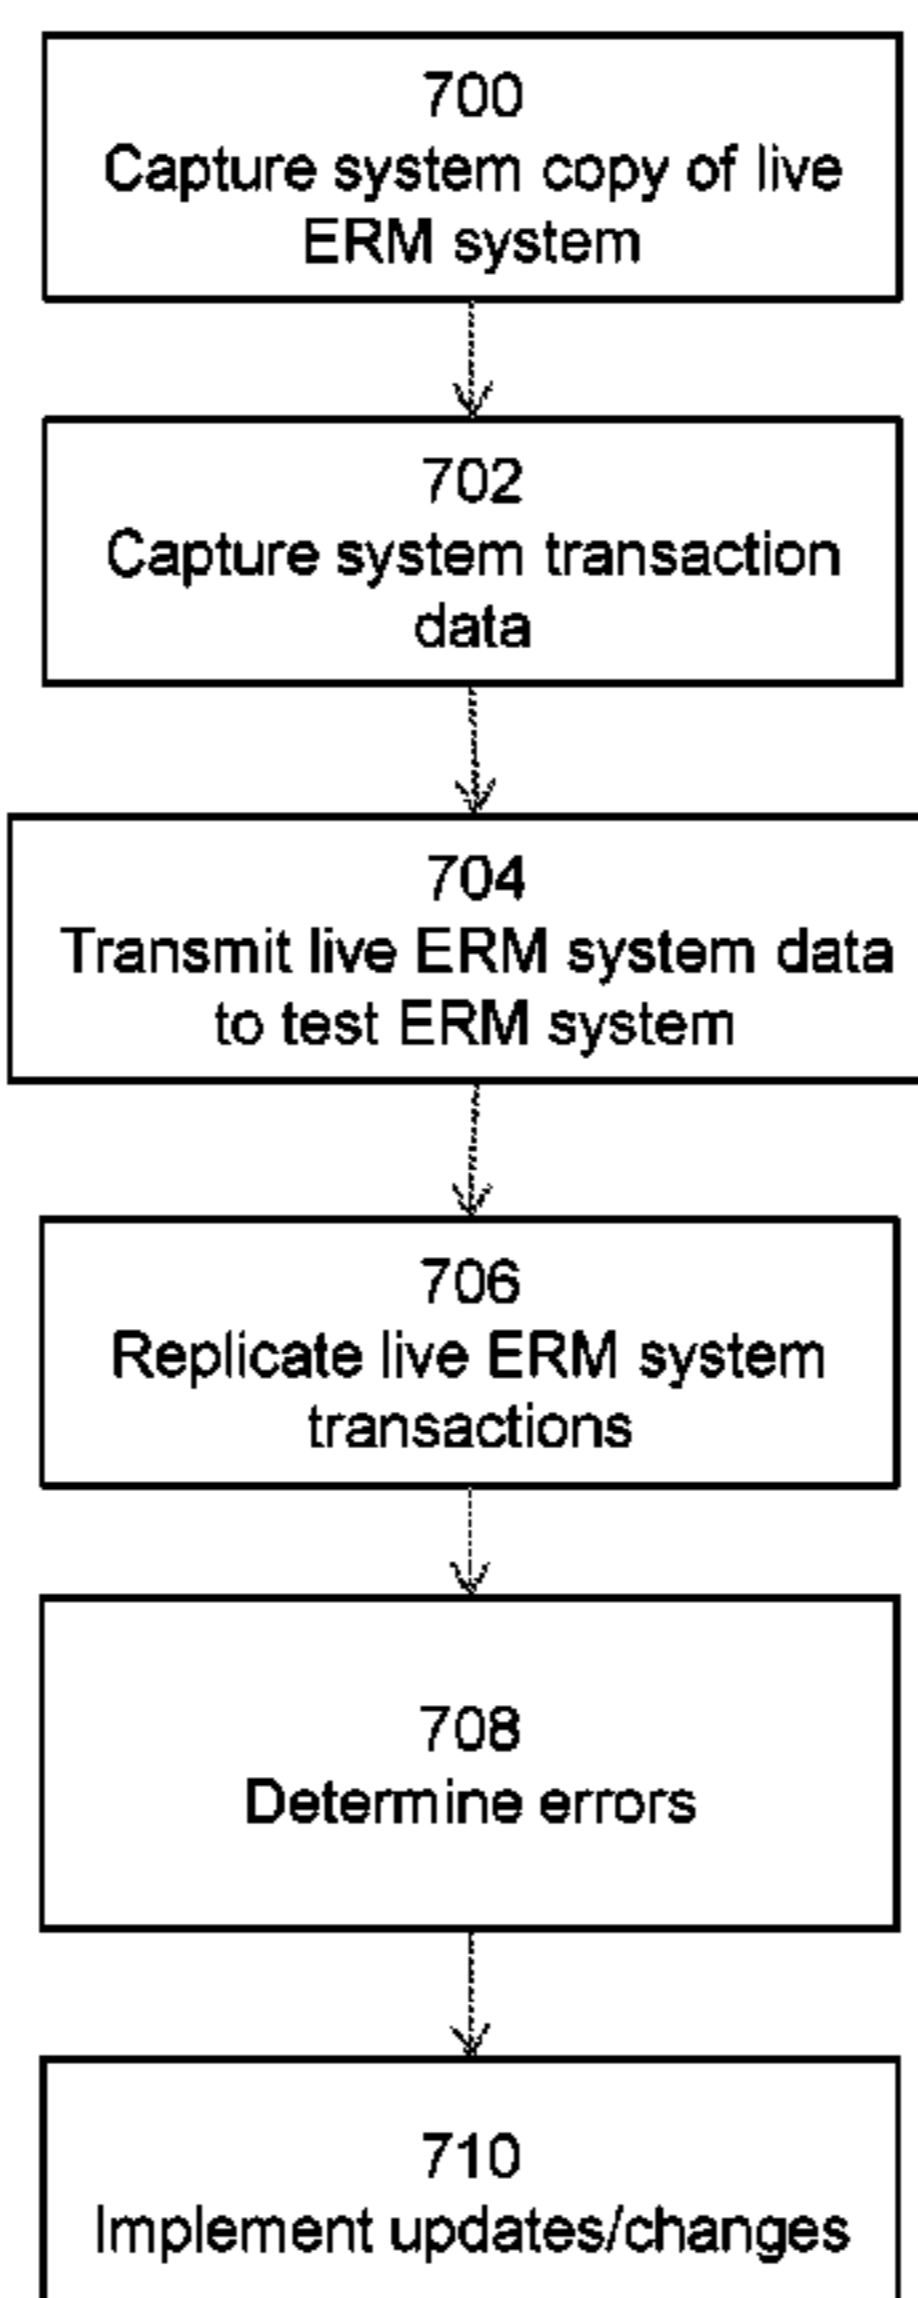 700
Capture system copy of live
ERM system
702
Capture system transaction
data
704
Transmit live ERM system data
to test ERM system
706
Replicate live ERM system
transactions
708
Determine errors
710
Implement updates/changes